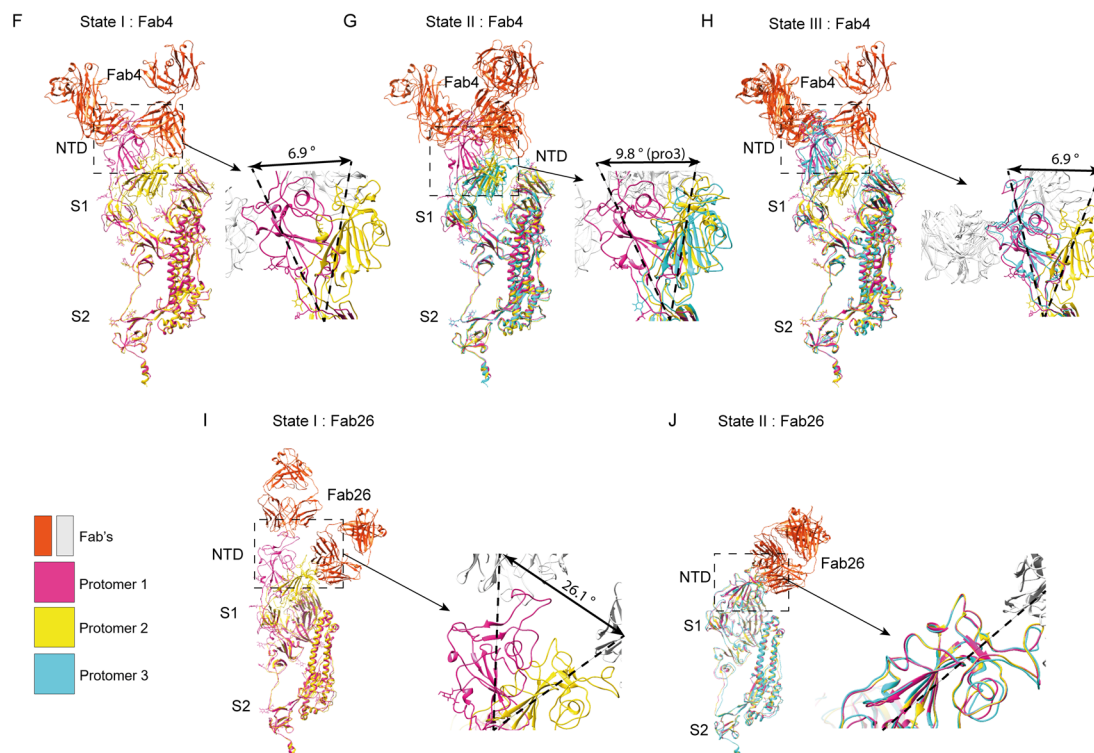 F
State I : Fab4
Fab4
NTD
S1
S2
6.9 °
G
State II : Fab4
Fab4
NTD
S1
S2
9.8 ° (pro3)
H
State III : Fab4
Fab4
NTD
S1
S2
6.9 °
I
State I : Fab26
Fab26
NTD
S1
S2
26.1 °
J
State II : Fab26
Fab26
NTD
S1
S2
Fab's
Protomer 1
Protomer 2
Protomer 3